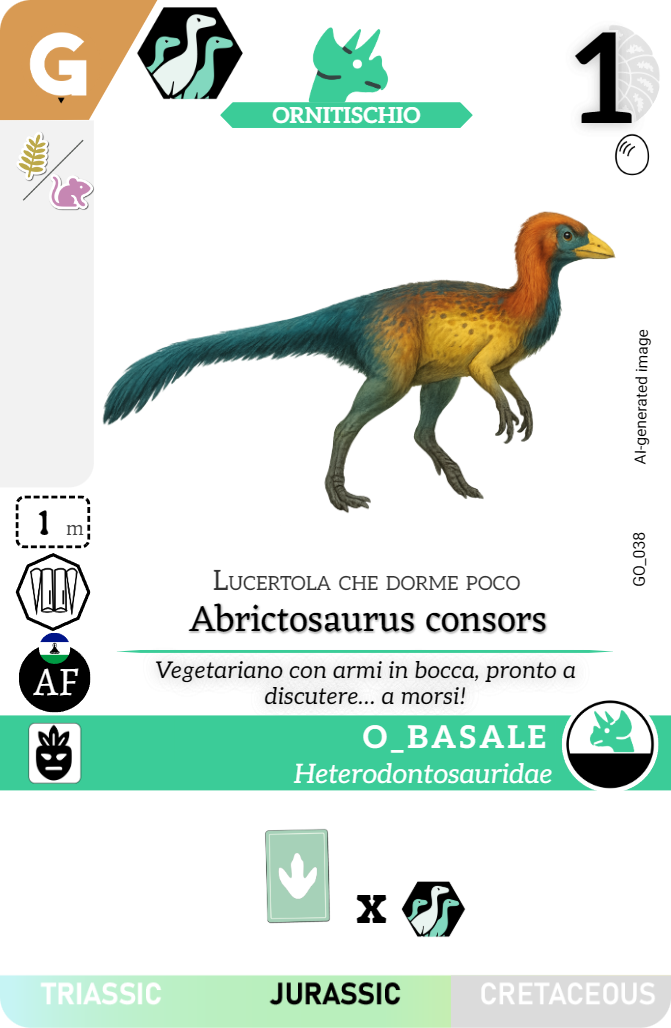 G
ORNITISCHIO
1
AI-generated image
GO_038
1 m
AF
Lucertola che dorme poco
Abrictosaurus consors
Vegetariano con armi in bocca, pronto a
discutere... a morsi!
O_BASALE
Heterodontosauridae
x
TRIASSIC JURASSIC CRETACEOUS